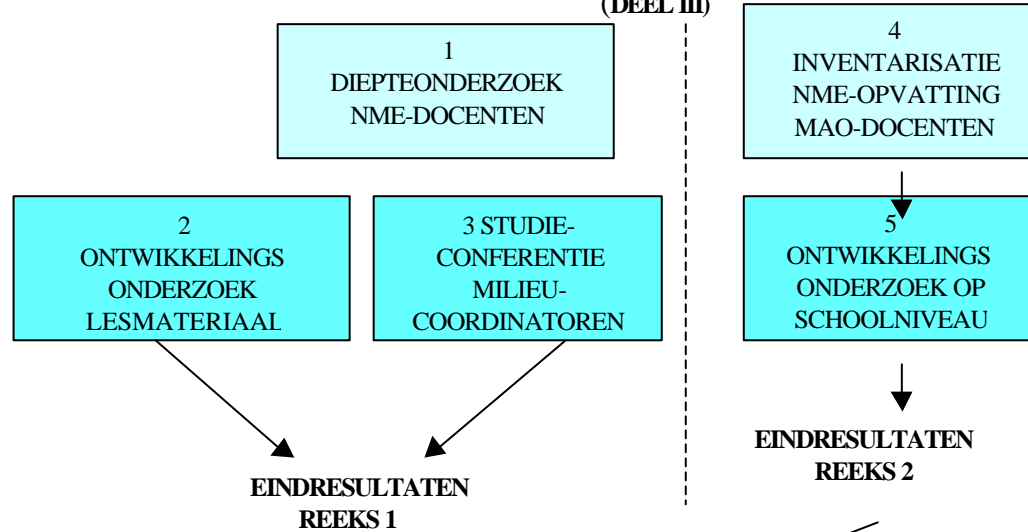 (DEEL III)
1
DIEPTEONDERZOEK
NME-DOCENTEN
4
INVENTARISATIE
NME-OPVATTING
MAO-DOCENTEN
2
ONTWIKKELINGS
ONDERZOEK
LESMATERIAAL
3 STUDIE-
CONFERENTIE
MILIEU-
COORDINATOREN
5
ONTWIKKELINGS
ONDERZOEK OP
SCHOOLNIVEAU
EINDRESULTATEN
REEKS 1
EINDRESULTATEN
REEKS 2